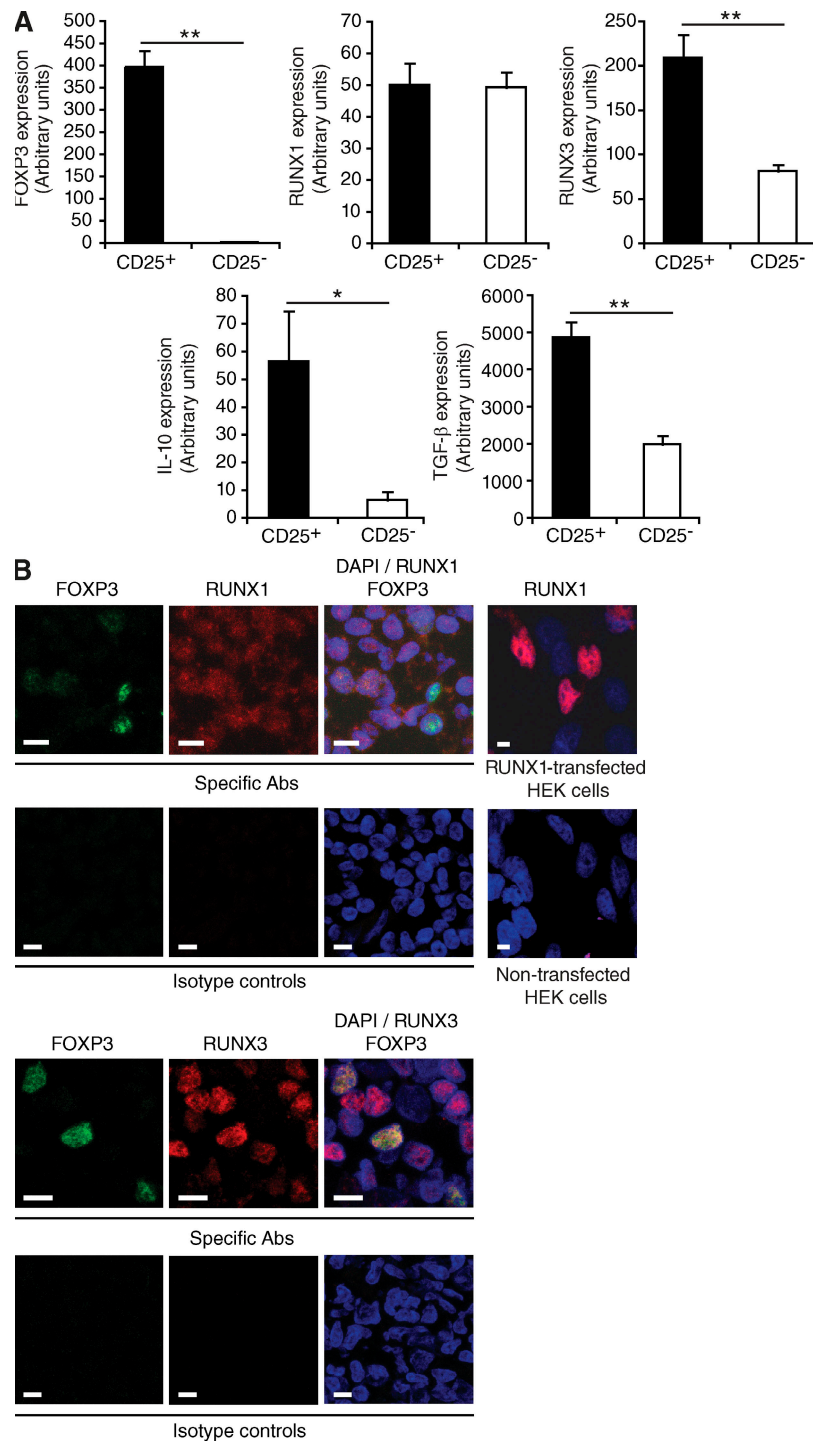 A
FOXP3 expression
(Arbitrary units)
500
450
400
350
300
250
200
150
100
50
0
**
CD25+
CD25-
RUNX1 expression
(Arbitrary units)
70
60
50
40
30
20
10
0
CD25+
CD25-
RUNX3 expression
(Arbitrary units)
250
200
150
100
50
0
**
CD25+
CD25-
IL-10 expression
(Arbitrary units)
80
70
60
50
40
30
20
10
0
*
CD25+
CD25-
TGF-β expression
(Arbitrary units)
6000
5000
4000
3000
2000
1000
0
**
CD25+
CD25-
B
FOXP3
RUNX1
DAPI / RUNX1
FOXP3
RUNX1
Specific Abs
RUNX1-transfected
HEK cells
Isotype controls
Non-transfected
HEK cells
FOXP3
RUNX3
DAPI / RUNX3
FOXP3
Specific Abs
Isotype controls